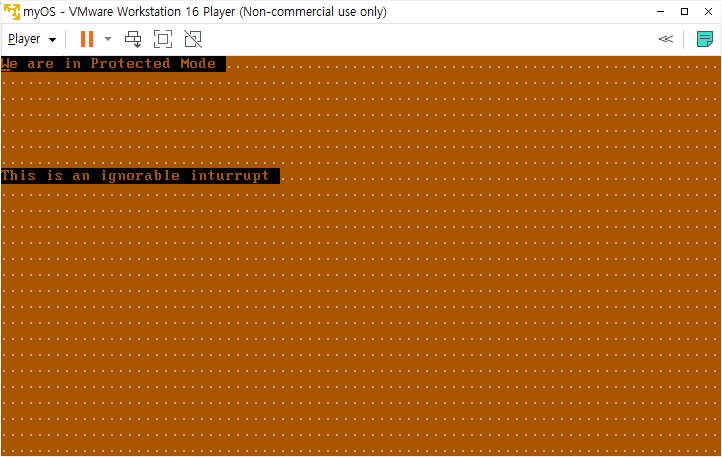 myOS - VMware Workstation 16 Player (Non-commercial use only)
Player
We are in Protected Mode
This is an ignorable inturrupt